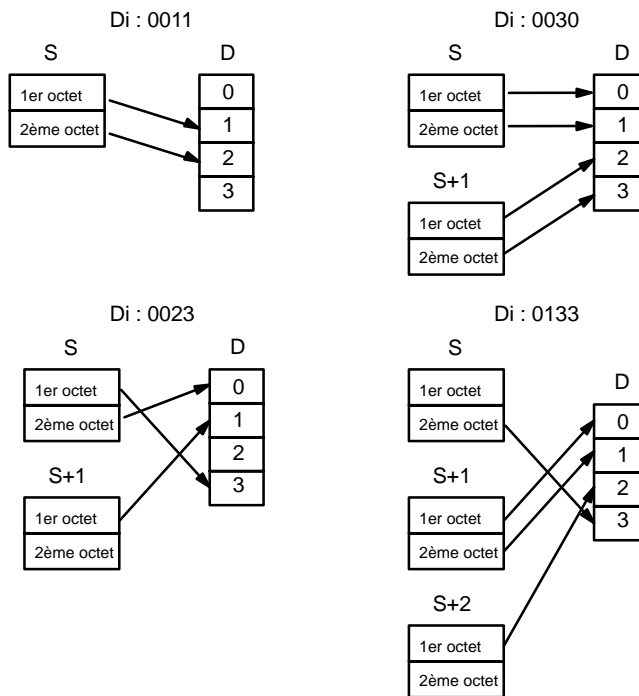 Di : 0011
S D
1er octet
2ème octet
0
1
2
3
Di : 0030
S D
1er octet
2ème octet
S+1
1er octet
2ème octet
0
1
2
3
Di : 0023
S D
1er octet
2ème octet
S+1
1er octet
2ème octet
0
1
2
3
Di : 0133
S
D
1er octet
2ème octet
S+1
1er octet
2ème octet
S+2
1er octet
2ème octet
0
1
2
3